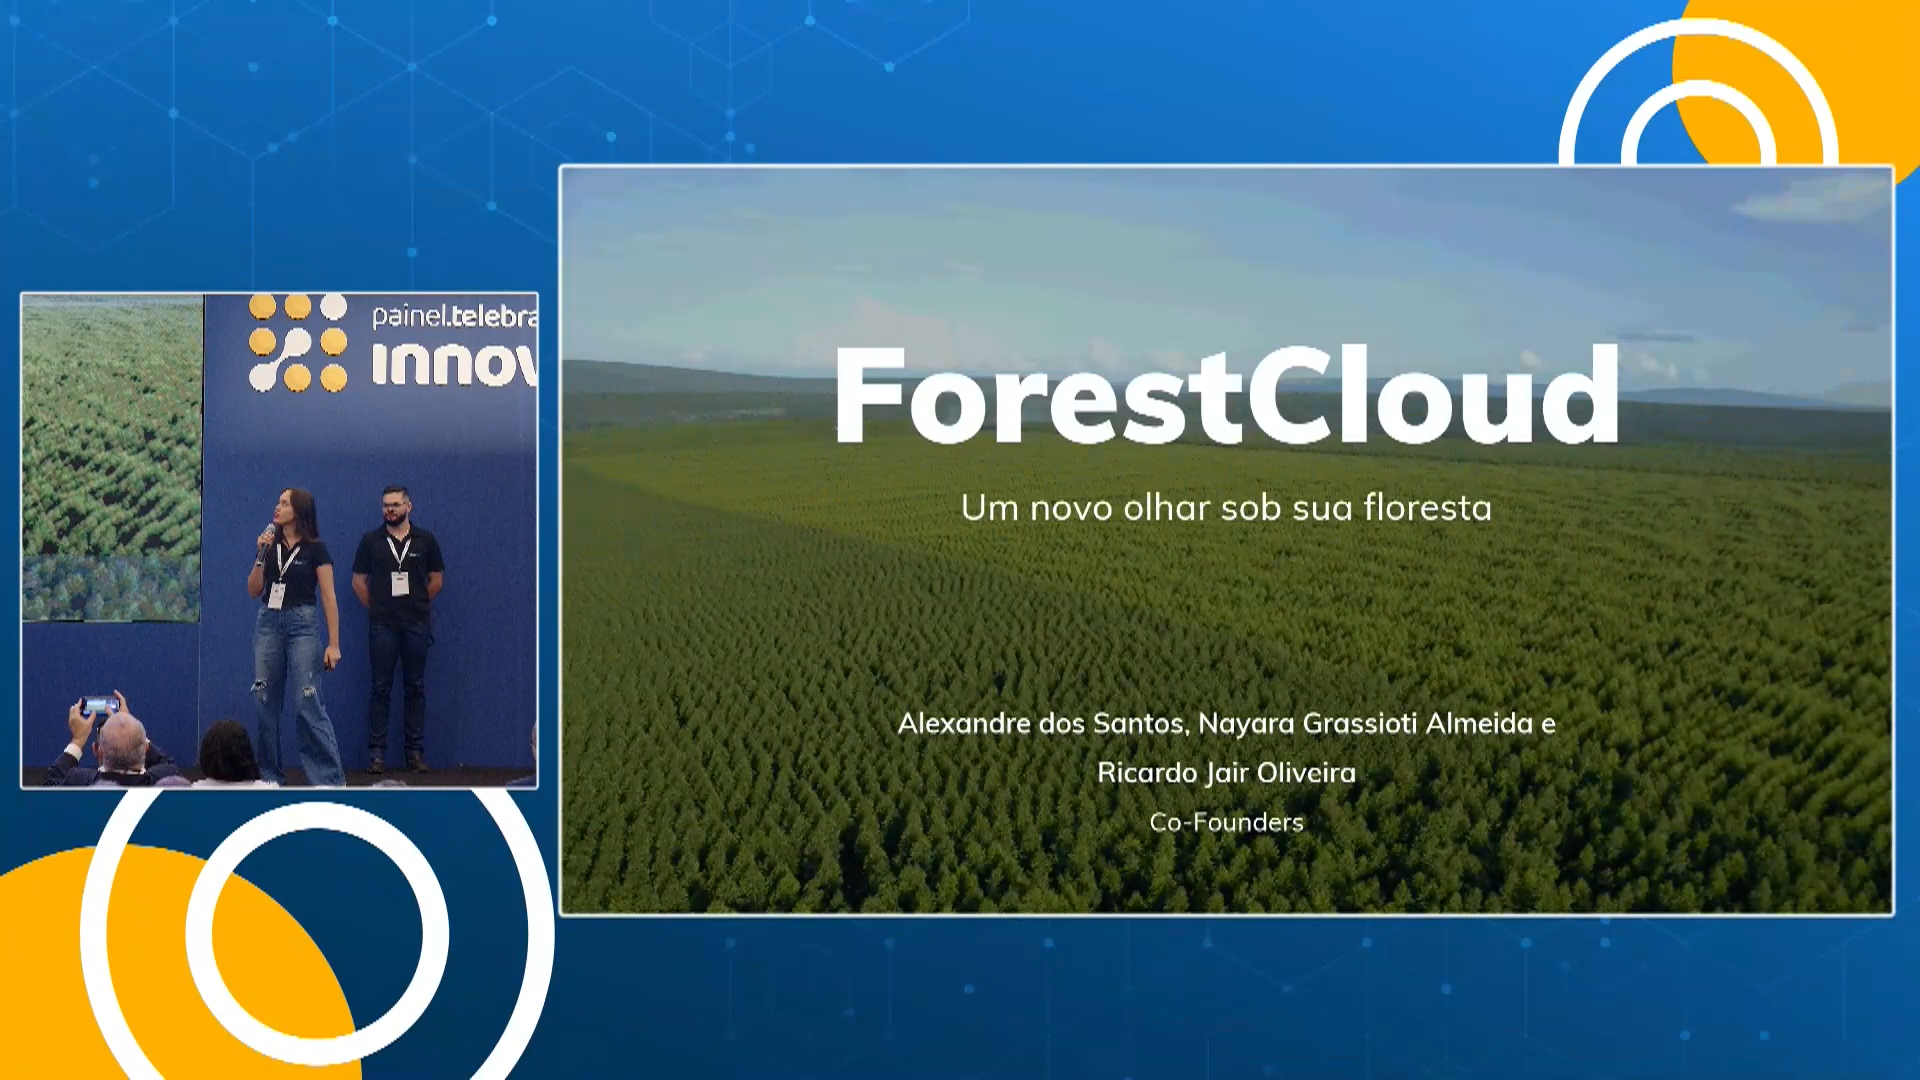 painel.telebra
innov
ForestCloud
Um novo olhar sob sua floresta
Alexandre dos Santos, Nayara Grassioti Almeida e
Ricardo Jair Oliveira
Co-Founders